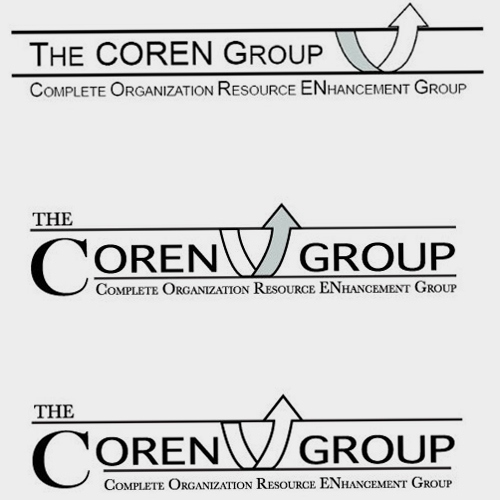 THE COREN GROUP
COMPLETE ORGANIZATION RESOURCE ENHANCEMENT GROUP
THE
COREN GROUP
COMPLETE ORGANIZATION RESOURCE ENHANCEMENT GROUP
THE
COREN GROUP
COMPLETE ORGANIZATION RESOURCE ENHANCEMENT GROUP